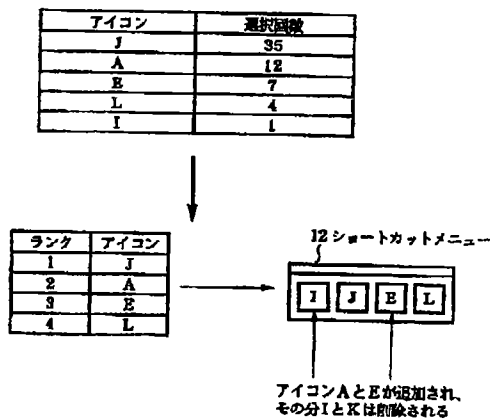 アイコン 選択回数
J 35
A 12
E 7
L 4
I 1
ランク アイコン
1 J
2 A
3 E
4 L
12ショートカットメニュー
I J E L
アイコンAとEが追加され、
その分IとKは削除される